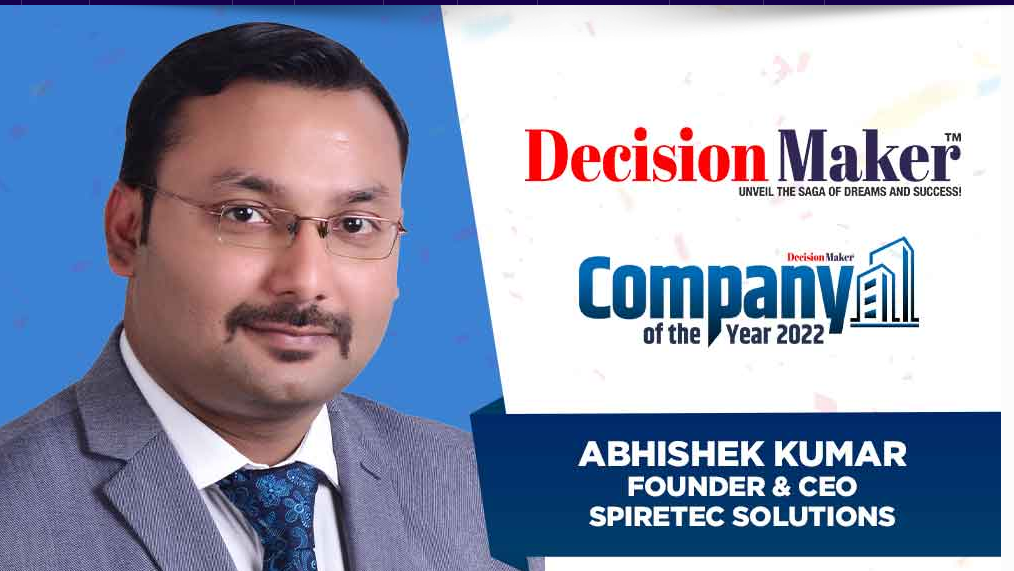 Decision Maker™
UNVEIL THE SAGA OF DREAMS AND SUCCESS!
Decision Maker
Company
of the Year 2022
ABHISHEK KUMAR
FOUNDER & CEO
SPIRETEC SOLUTIONS